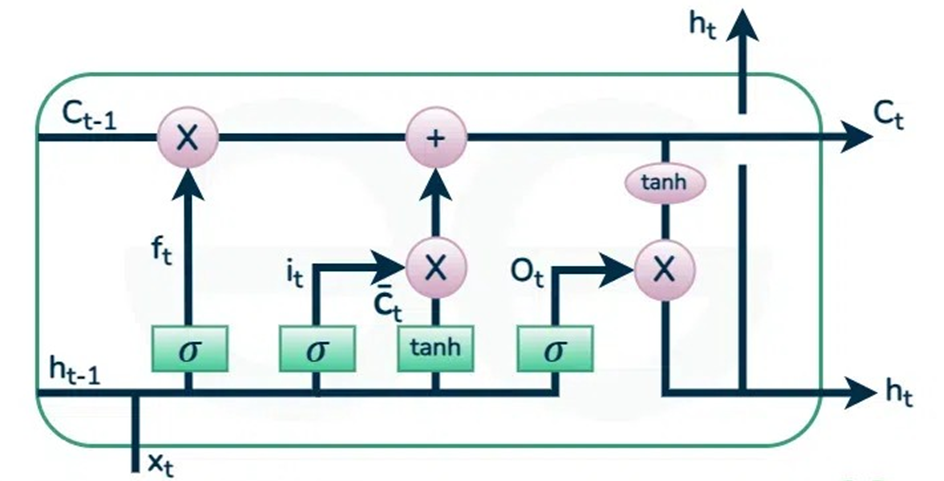 hₜ
Cₜ₋₁
X
+
Cₜ
tanh
fₜ
iₜ
X
C̄ₜ
Oₜ
X
σ
σ
tanh
σ
hₜ₋₁
hₜ
xₜ